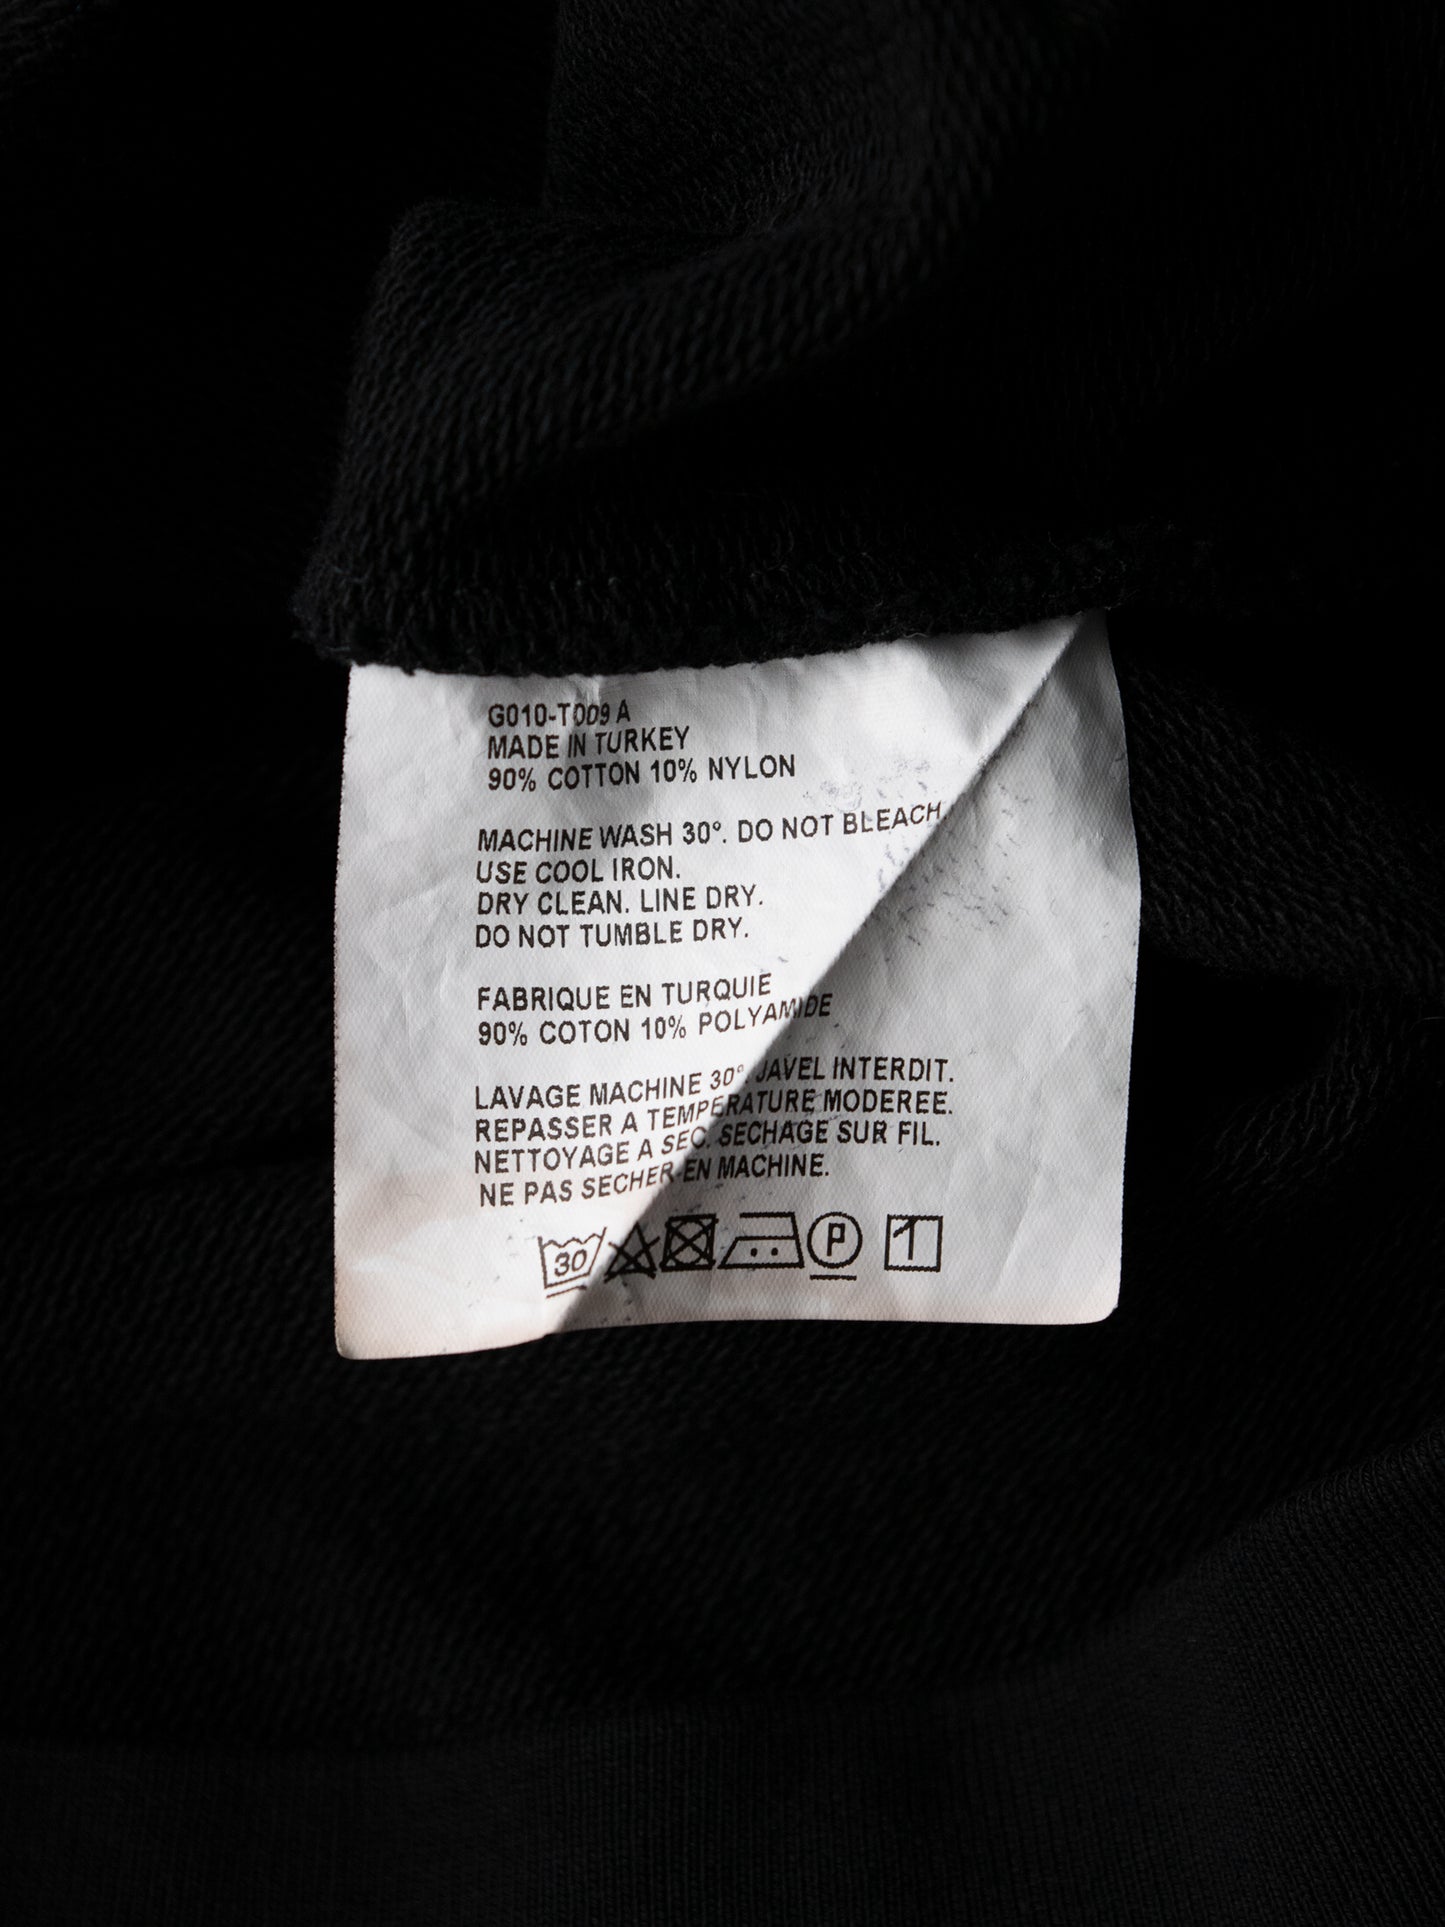 G010-T009 A
MADE IN TURKEY
90% COTTON 10% NYLON
MACHINE WASH 30°. DO NOT BLEACH.
USE COOL IRON.
DRY CLEAN. LINE DRY.
DO NOT TUMBLE DRY.
FABRIQUE EN TURQUIE
90% COTON 10% POLYAMIDE
LAVAGE MACHINE 30°. JAVEL INTERDIT.
REPASSER A TEMPERATURE MODEREE.
NETTOYAGE A SEC. SECHAGE SUR FIL.
NE PAS SECHER EN MACHINE.
30 P